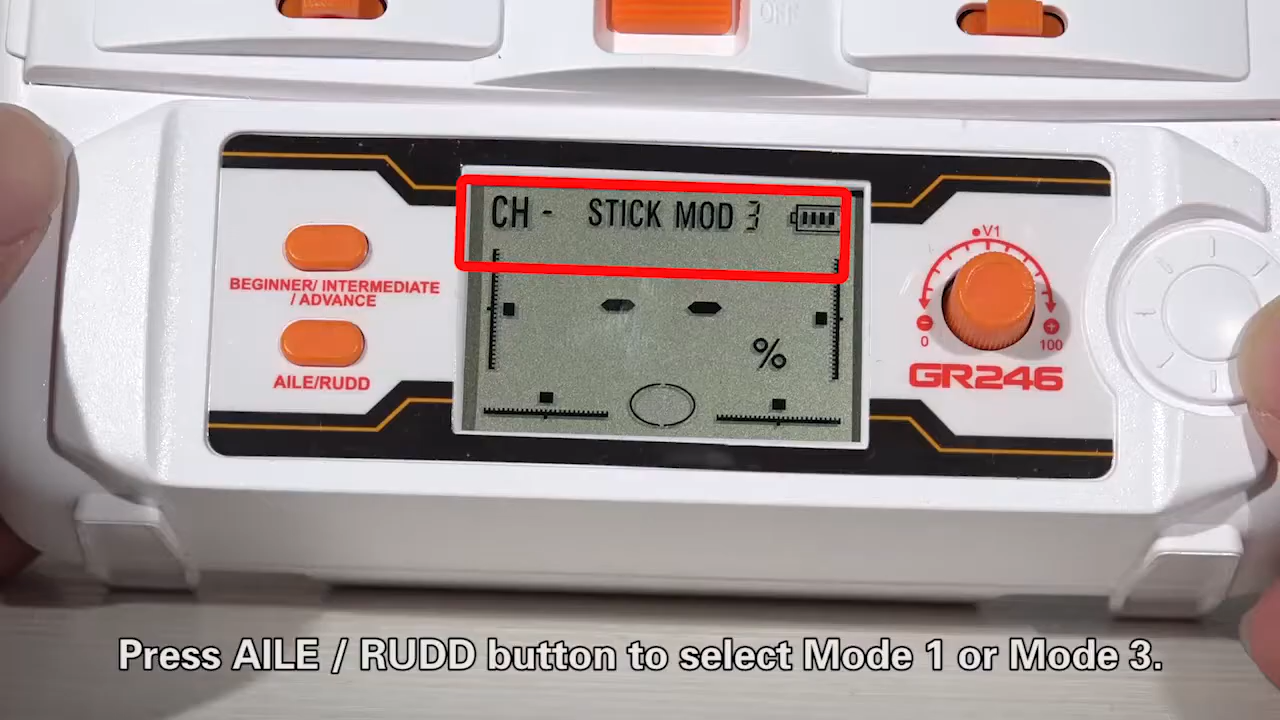 OFF
CH - STICK MOD 3
V1
BEGINNER/ INTERMEDIATE
/ ADVANCE
0
100
AILE/RUDD
GR246
%
Press AILE / RUDD button to select Mode 1 or Mode 3.